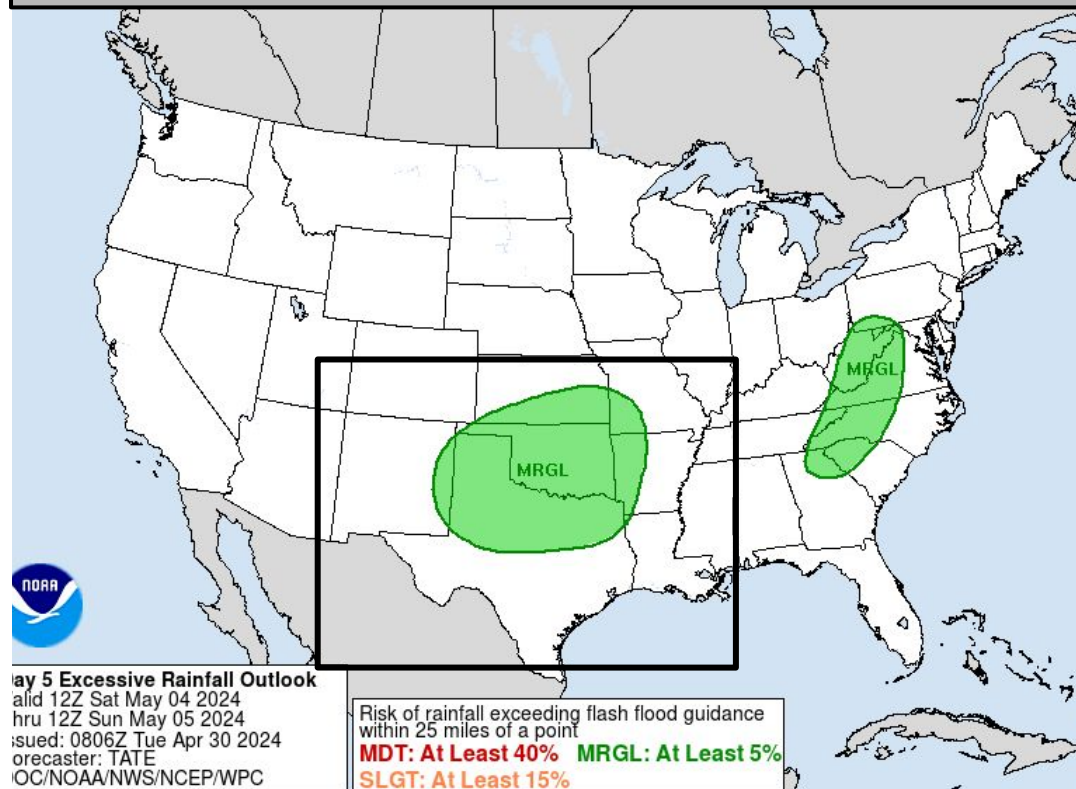 MRGL
MRGL
NOAA
ay 5 Excessive Rainfall Outlook
alid 12Z Sat May 04 2024
hru 12Z Sun May 05 2024
ssued: 0806Z Tue Apr 30 2024
orecaster: TATE
DOC/NOAA/NWS/NCEP/WPC
Risk of rainfall exceeding flash flood guidance
within 25 miles of a point
MDT: At Least 40% MRGL: At Least 5%
SLGT: At Least 15%